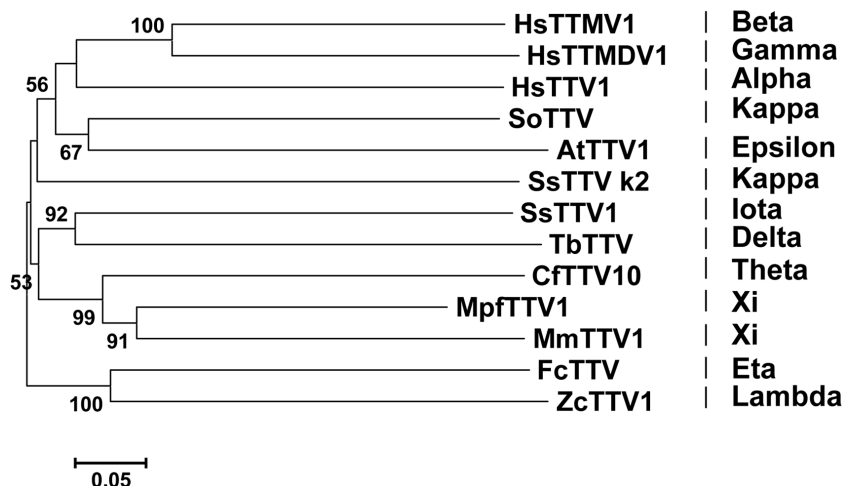 100
HsTTMV1 | Beta
HsTTMDV1 | Gamma
56
HsTTV1 | Alpha
SoTTV | Kappa
67
AtTTV1 | Epsilon
SsTTV k2 | Kappa
92
SsTTV1 | Iota
TbTTV | Delta
53
CfTTV10 | Theta
99
MpfTTV1 | Xi
91
MmTTV1 | Xi
FcTTV | Eta
100
ZcTTV1 | Lambda
0.05